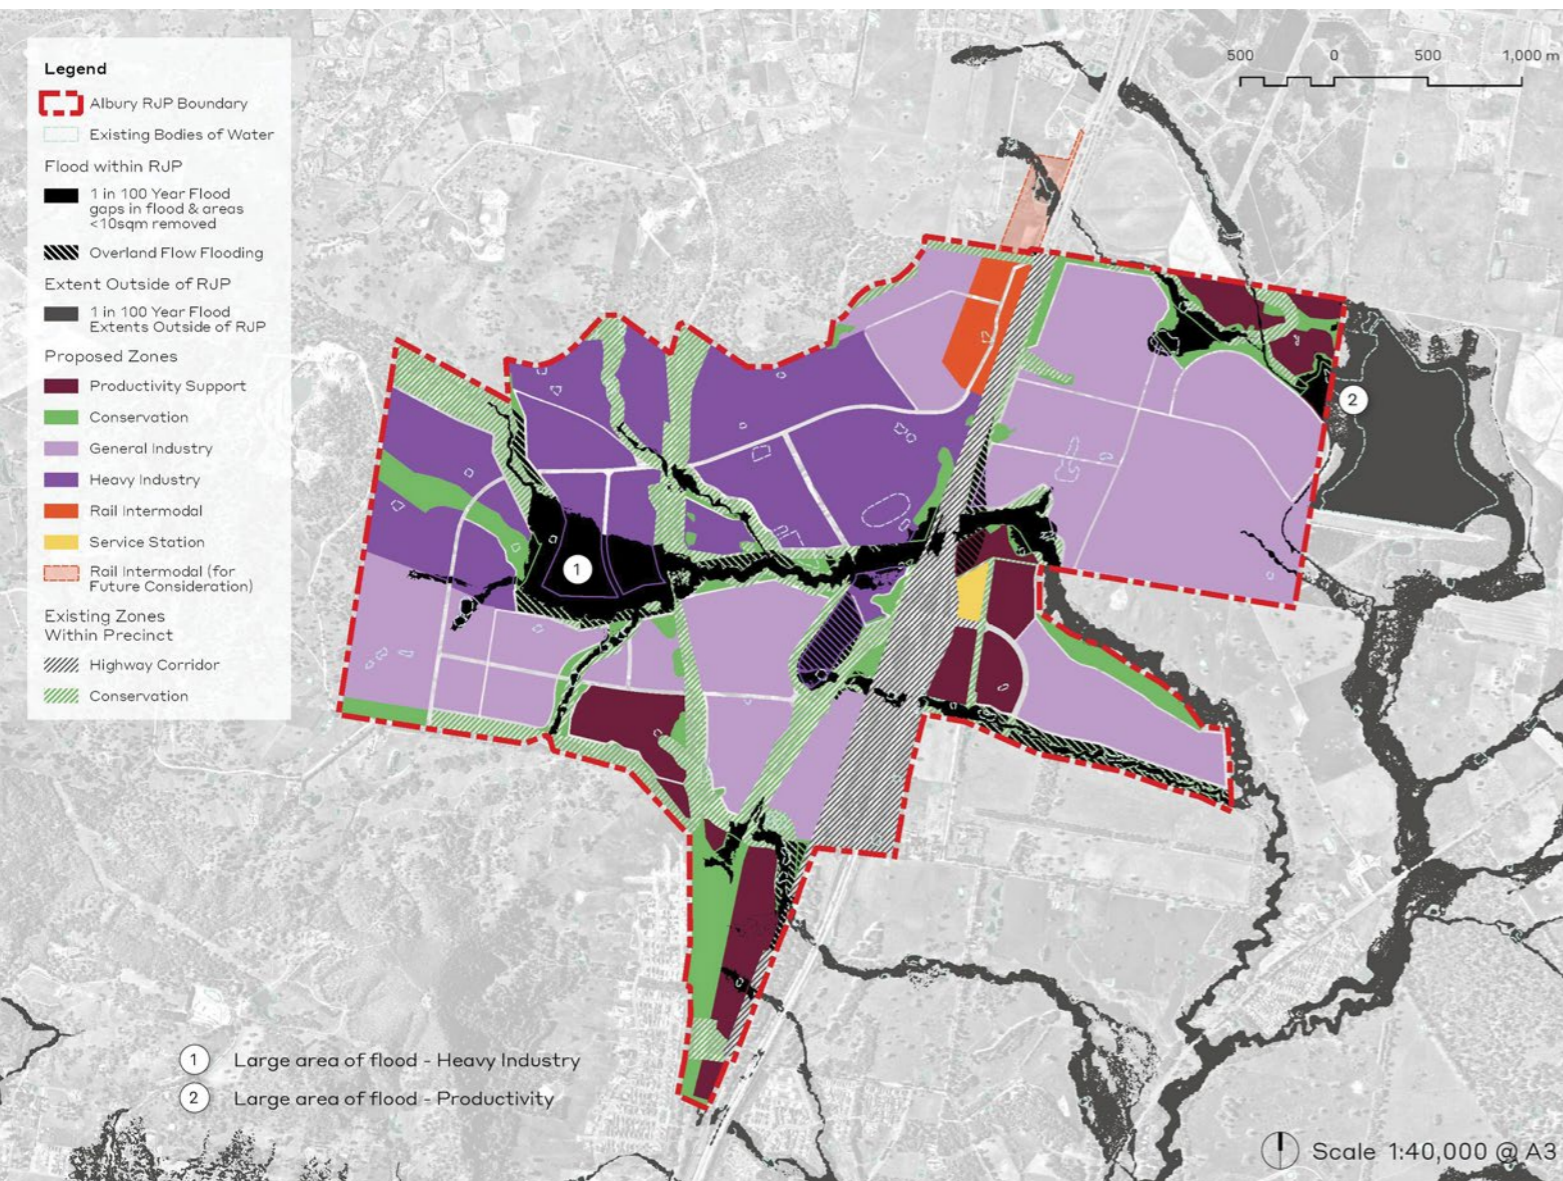 Legend
Albury RJP Boundary
Existing Bodies of Water
Flood within RJP
1 in 100 Year Flood
gaps in flood & areas
<10sqm removed
Overland Flow Flooding
Extent Outside of RJP
1 in 100 Year Flood
Extents Outside of RJP
Proposed Zones
Productivity Support
Conservation
General Industry
Heavy Industry
Rail Intermodal
Service Station
Rail Intermodal (for
Future Consideration)
Existing Zones
Within Precinct
Highway Corridor
Conservation
500 0 500 1,000 m
1
2
1 Large area of flood - Heavy Industry
2 Large area of flood - Productivity
Scale 1:40,000 @ A3